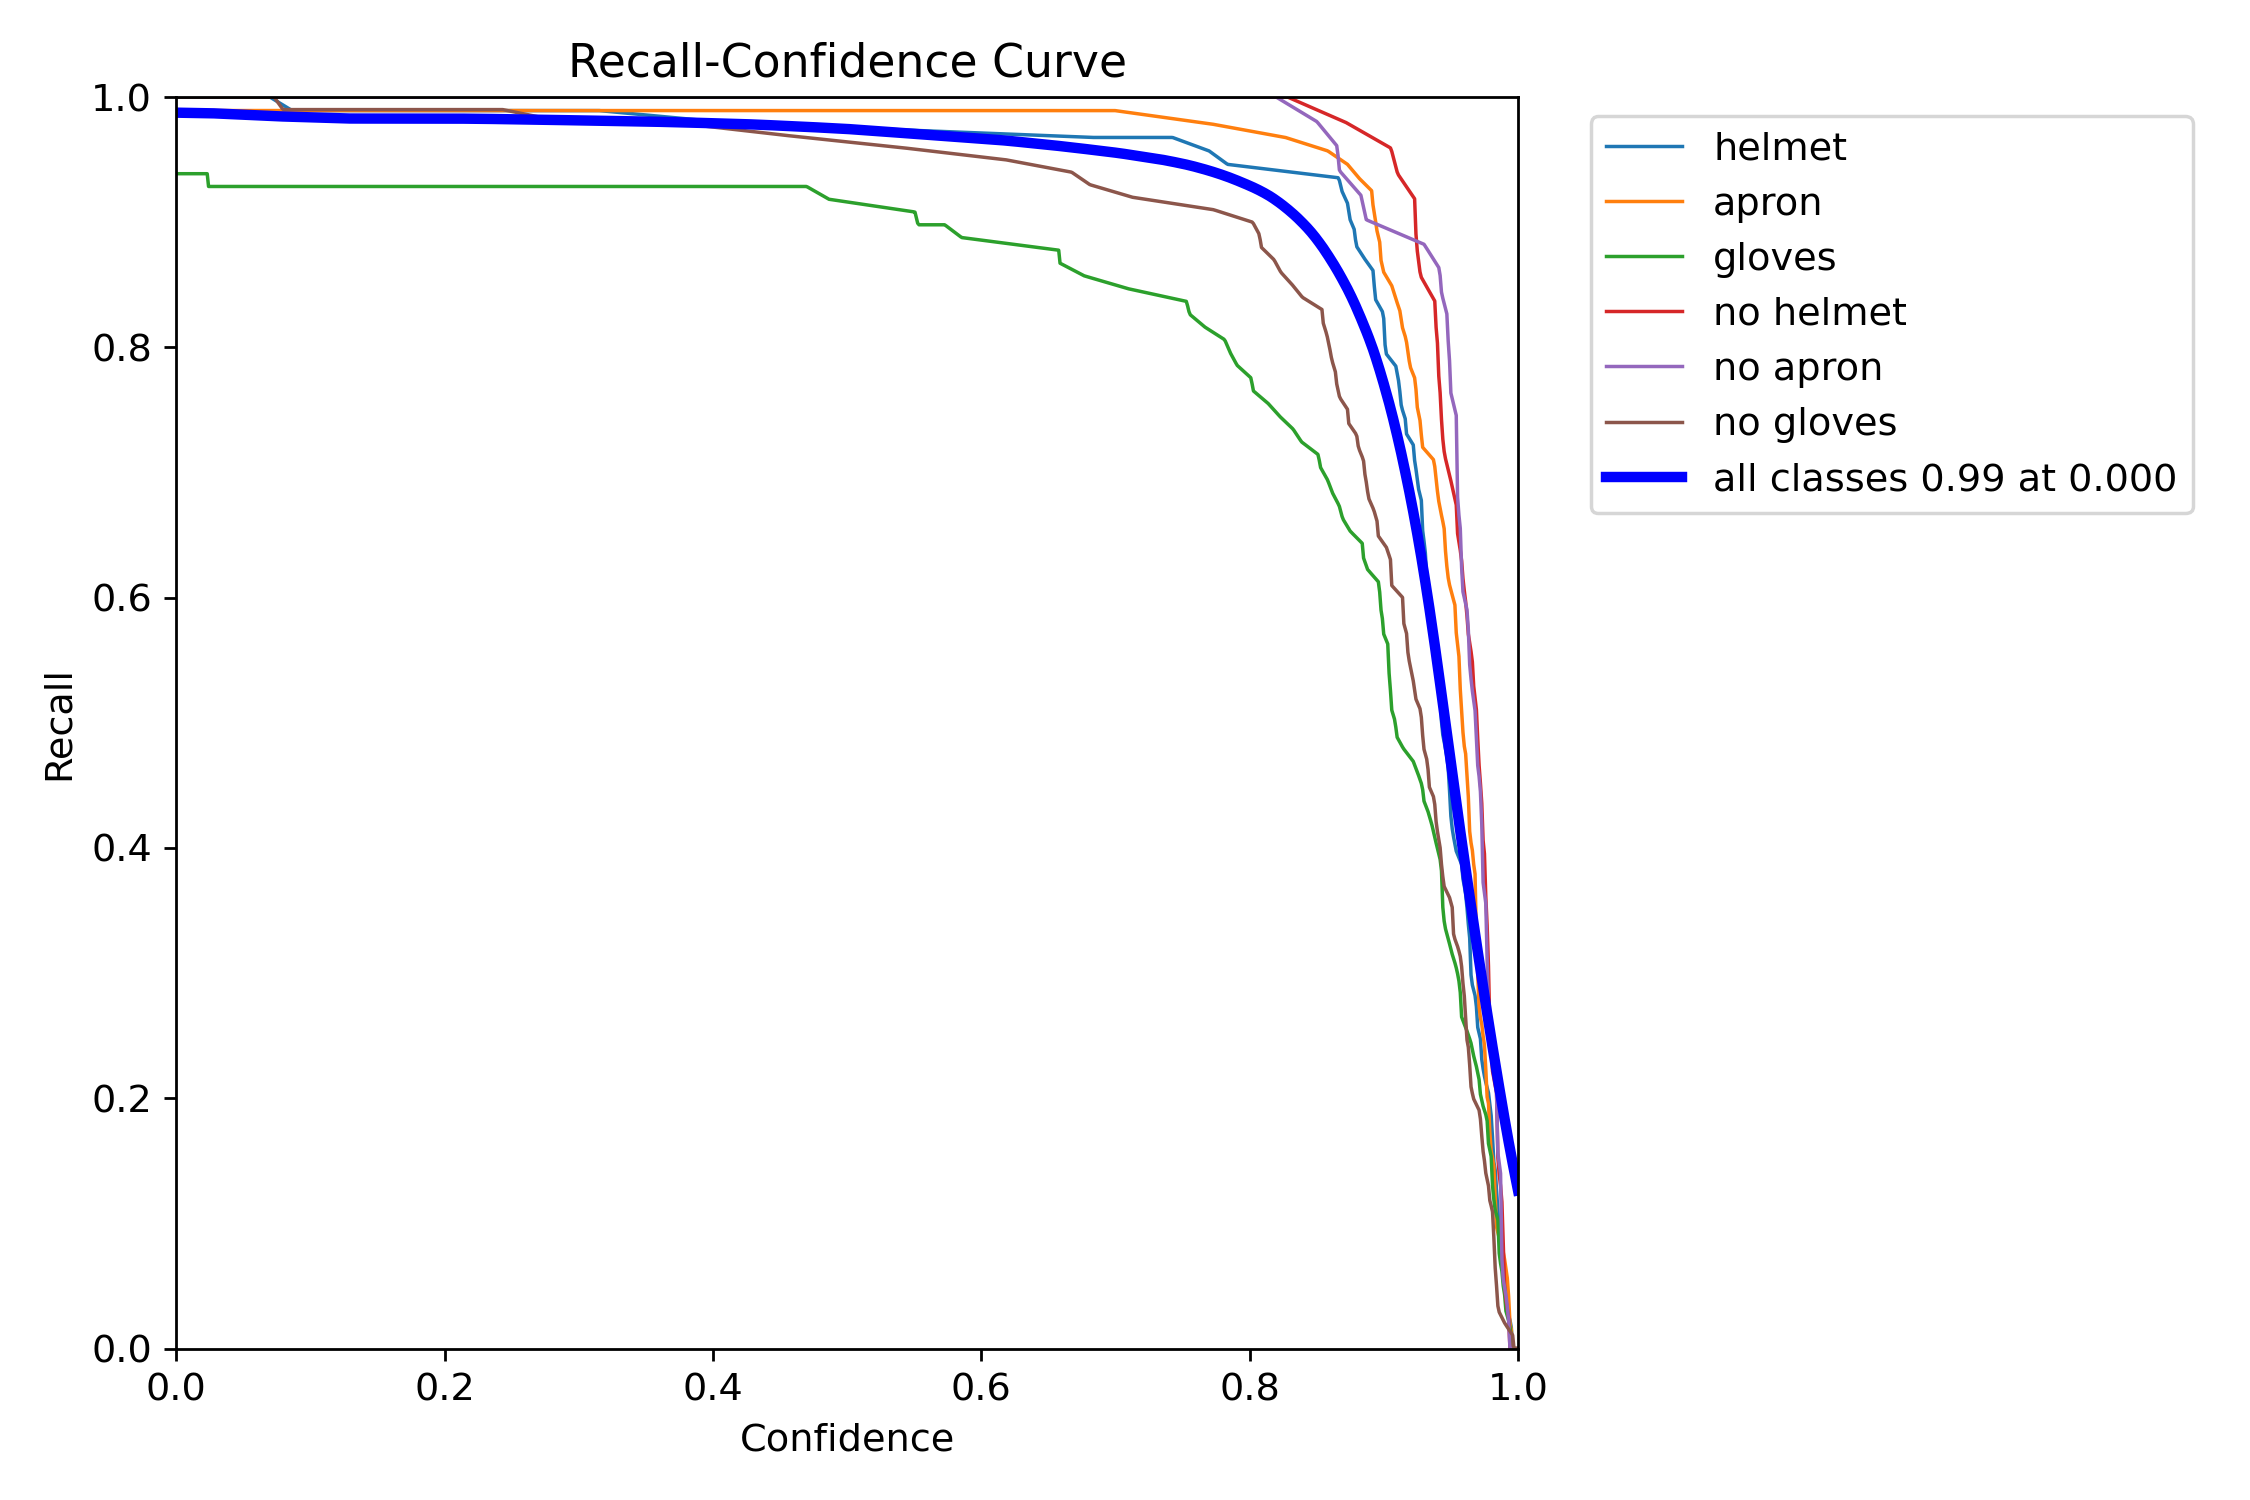 Recall-Confidence Curve
1.0
0.8
0.6
0.4
0.2
0.0
Recall
0.0 0.2 0.4 0.6 0.8 1.0
Confidence
helmet
apron
gloves
no helmet
no apron
no gloves
all classes 0.99 at 0.000